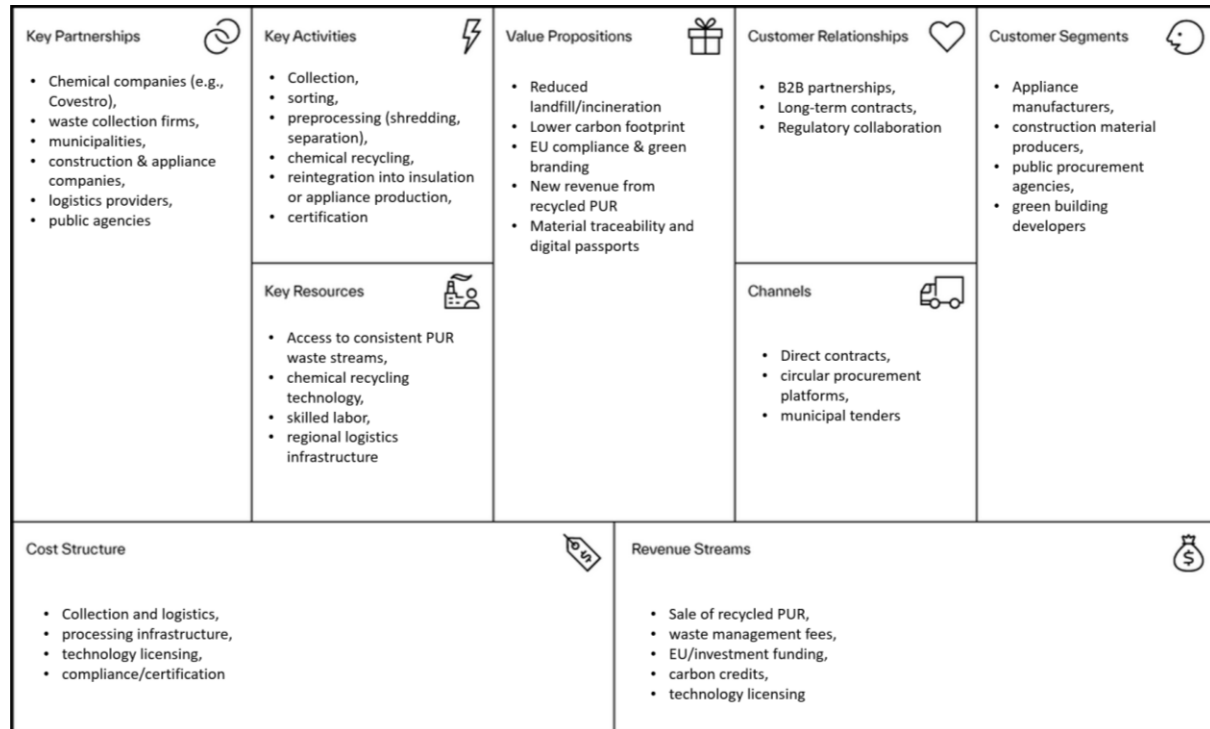 Key Partnerships
• Chemical companies (e.g.,
Covestro),
• waste collection firms,
• municipalities,
• construction & appliance
companies,
• logistics providers,
• public agencies
Key Activities
• Collection,
• sorting,
• preprocessing (shredding,
separation),
• chemical recycling,
• reintegration into insulation
or appliance production,
• certification
Key Resources
• Access to consistent PUR
waste streams,
• chemical recycling
technology,
• skilled labor,
• regional logistics
infrastructure
Value Propositions
• Reduced
landfill/incineration
• Lower carbon footprint
• EU compliance & green
branding
• New revenue from
recycled PUR
• Material traceability and
digital passports
Customer Relationships
• B2B partnerships,
• Long-term contracts,
• Regulatory collaboration
Channels
• Direct contracts,
• circular procurement
platforms,
• municipal tenders
Customer Segments
• Appliance
manufacturers,
• construction material
producers,
• public procurement
agencies,
• green building
developers
Cost Structure
$
• Collection and logistics,
• processing infrastructure,
• technology licensing,
• compliance/certification
Revenue Streams
$
• Sale of recycled PUR,
• waste management fees,
• EU/investment funding,
• carbon credits,
• technology licensing